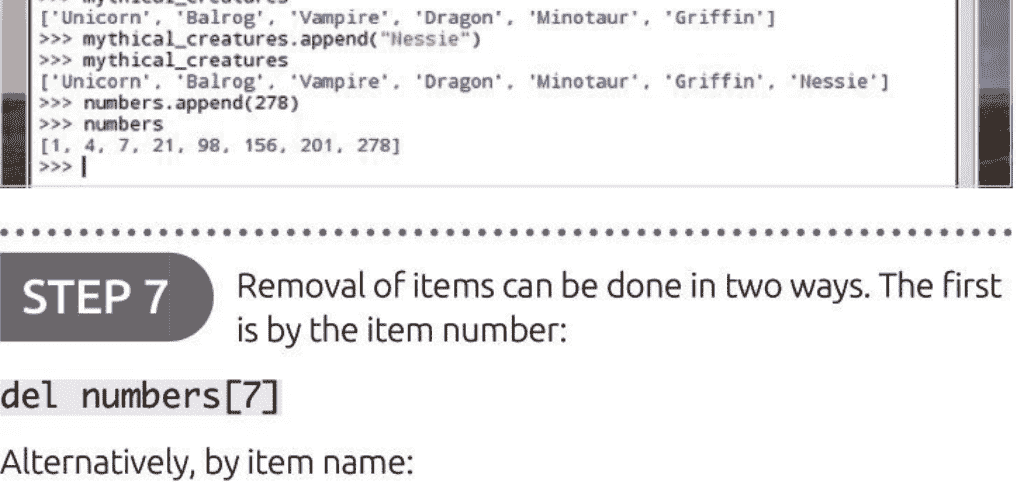 ['Unicorn', 'Balrog', 'Vampire', 'Dragon', 'Minotaur', 'Griffin']
>>> mythical_creatures.append("Nessie")
>>> mythical_creatures
['Unicorn', 'Balrog', 'Vampire', 'Dragon', 'Minotaur', 'Griffin', 'Nessie']
>>> numbers.append(278)
>>> numbers
[1, 4, 7, 21, 98, 156, 201, 278]
>>>
STEP 7
Removal of items can be done in two ways. The first
is by the item number:
del numbers[7]
Alternatively, by item name: